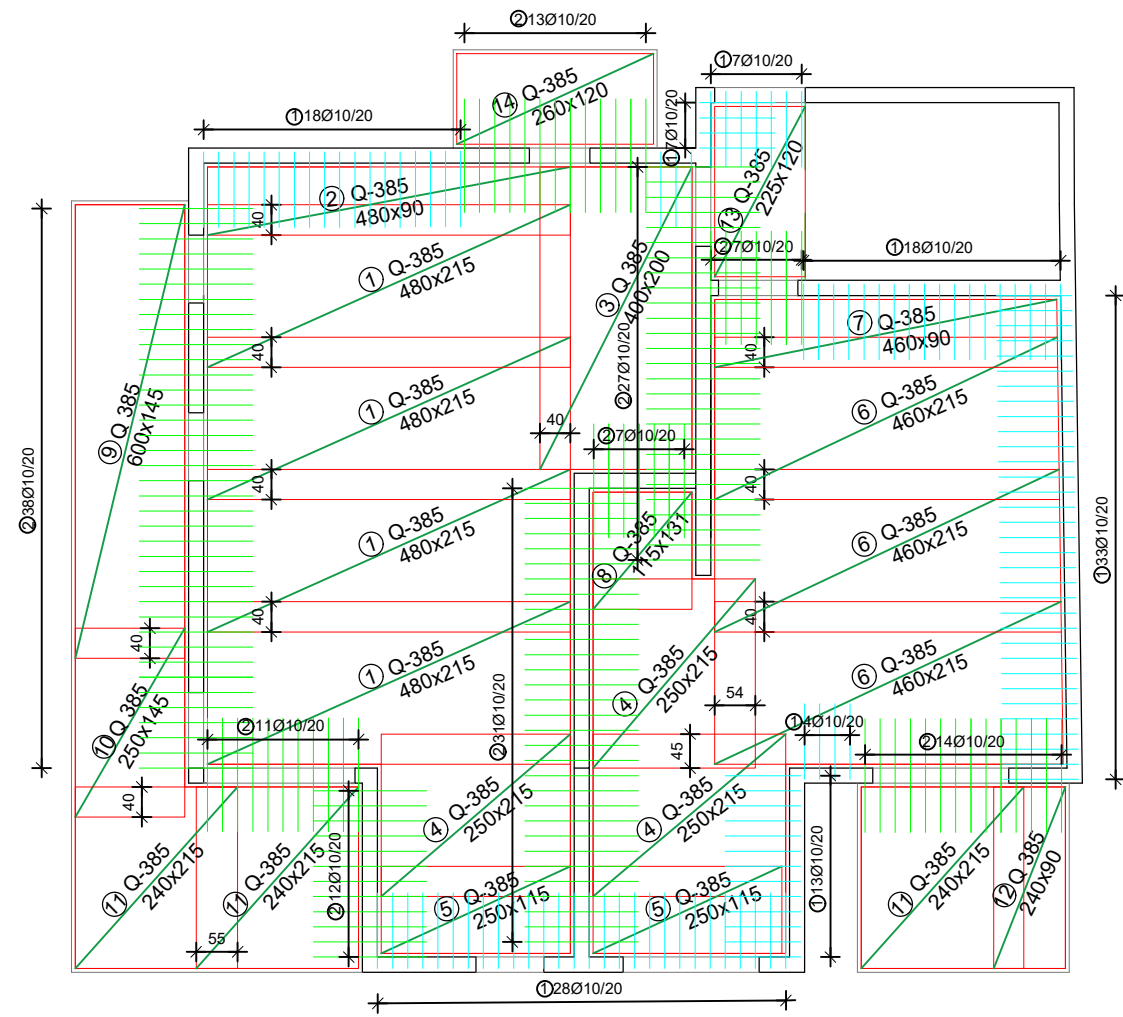 ②13Ø10/20
①7Ø10/20
⑭ Q-385
260x120
①18Ø10/20
①7Ø10/20
⑬ Q-385
225x120
② Q-385
480x90
40
②7Ø10/20
①18Ø10/20
① Q-385
480x215
③ Q 385
400x200
⑦ Q-385
460x90
40
40
②27Ø10/20
⑨ Q 385
600x145
① Q-385
480x215
40
②7Ø10/20
⑥ Q-385
460x215
②38Ø10/20
40
40
① Q-385
480x215
⑧ Q-385
115x131
⑥ Q-385
460x215
①33Ø10/20
40
40
40
① Q-385
480x215
④ Q-385
250x215
54
⑥ Q-385
460x215
⑩ Q-385
250x145
②11Ø10/20
②31Ø10/20
45
①4Ø10/20
②14Ø10/20
40
④ Q-385
250x215
④ Q-385
250x215
⑪ Q-385
240x215
⑪ Q-385
240x215
②12Ø10/20
⑤ Q-385
250x115
⑤ Q-385
250x115
①13Ø10/20
⑪ Q-385
240x215
⑫ Q-385
240x90
55
①28Ø10/20